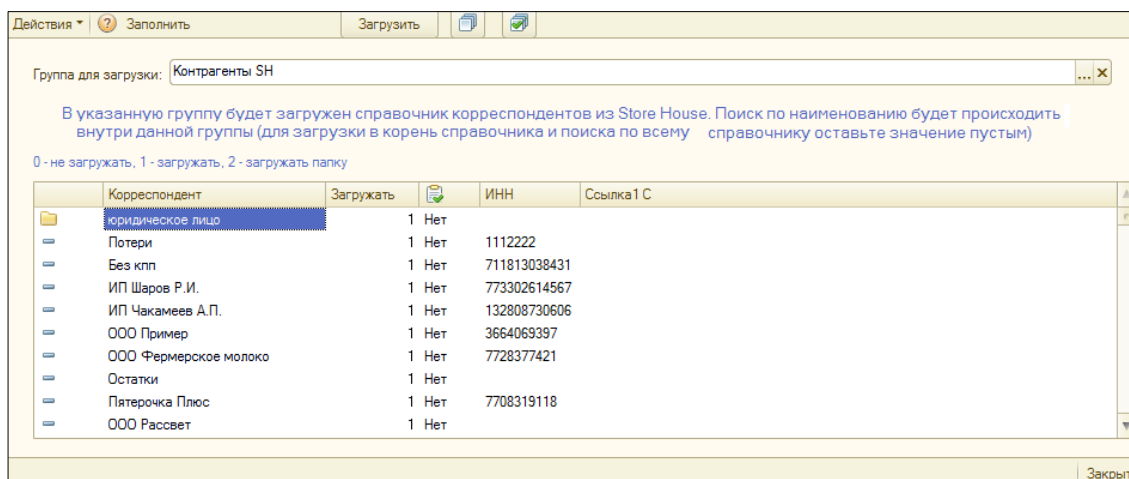 Действия ? Заполнить Загрузить
Группа для загрузки: Контрагенты SH ... x
В указанную группу будет загружен справочник корреспондентов из Store House. Поиск по наименованию будет происходить
внутри данной группы (для загрузки в корень справочника и поиска по всему справочнику оставьте значение пустым)
0 - не загружать, 1 - загружать, 2 - загружать папку
Корреспондент Загружать ИНН Ссылка1 С
юридическое лицо 1 Нет
Потери 1 Нет 1112222
Без кпп 1 Нет 711813038431
ИП Шаров Р.И. 1 Нет 773302614567
ИП Чакамеев А.П. 1 Нет 132808730606
ООО Пример 1 Нет 3664069397
ООО Фермерское молоко 1 Нет 7728377421
Остатки 1 Нет
Пятерочка Плюс 1 Нет 7708319118
ООО Рассвет 1 Нет
Закрыт